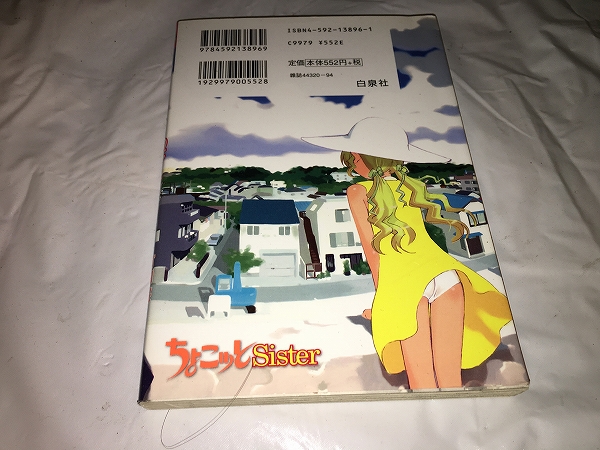 ISBN4-592-13896-1
C9979 ¥552E
9784592138969
定価 本体552円+税
雑誌44320-94
1929979005528
白泉社
ちょこッとSister